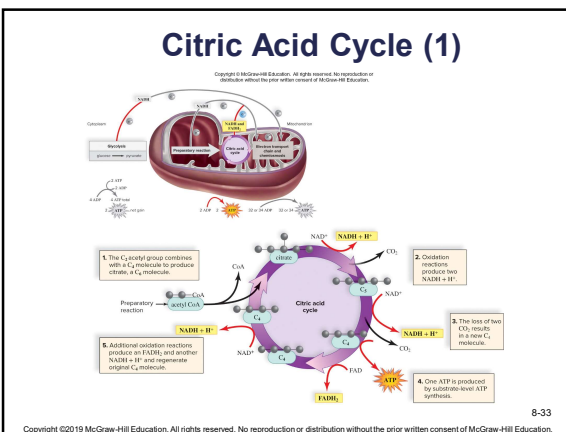 Citric Acid Cycle (1)
Copyright © McGraw-Hill Education. All rights reserved. No reproduction or
distribution without the prior written consent of McGraw-Hill Education.
NADH
NADH
Cytoplasm
NADH and
FADH₂
Mitochondrion
Glycolysis
glucose
pyruvate
Preparatory reaction
Citric acid
cycle
Electron transport
chain and
chemiosmosis
2 ATP
2 ADP
4 ADP
4 ATP total
2 ATP net gain
2 ADP
2 ATP
32 or 34 ADP
32 or 34 ATP
1. The C₂ acetyl group combines
with a C₄ molecule to produce
citrate, a C₆ molecule.
NAD⁺
NADH + H⁺
citrate
CO₂
2. Oxidation
reactions
produce two
NADH + H⁺.
CoA
CoA
acetyl CoA
Preparatory
reaction
C₅
NAD⁺
Citric acid
cycle
C₄
NADH + H⁺
NADH + H⁺
3. The loss of two
CO₂ results
in a new C₄
molecule.
5. Additional oxidation reactions
produce an FADH₂ and another
NADH + H⁺ and regenerate
original C₄ molecule.
NAD⁺
C₄
C₄
CO₂
FAD
FADH₂
ATP
4. One ATP is produced
by substrate-level ATP
synthesis.
8-33
Copyright ©2019 McGraw-Hill Education. All rights reserved. No reproduction or distribution without the prior written consent of McGraw-Hill Education.